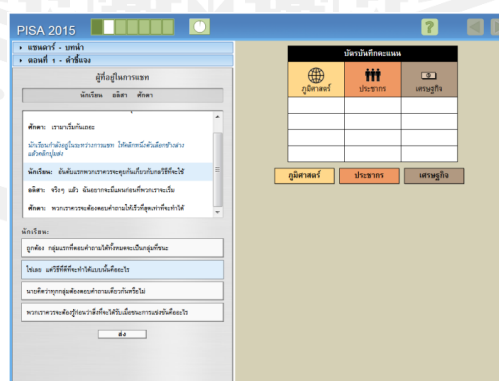 PISA 2015
?
แซนดาร์ - บทนำ
ตอนที่ 1 - คำชี้แจง
ผู้ที่อยู่ในการแชท
นักเรียน อลิสา ศักดา
ศักดา: เรามาเริ่มกันเถอะ
นักเรียนกำลังอยู่ในระหว่างการแชท ให้คลิกหนึ่งตัวเลือกข้างล่าง
แล้วคลิกปุ่มส่ง
นักเรียน: อันดับแรกพวกเราควรจะคุยกันเกี่ยวกับกลวิธีที่จะใช้
อลิสา: จริงๆ แล้ว ฉันอยากจะมีแผนก่อนที่พวกเราจะเริ่ม
ศักดา: พวกเราควรจะต้องตอบคำถามให้เร็วที่สุดเท่าที่จะทำได้
นักเรียน:
ถูกต้อง กลุ่มแรกที่ตอบคำถามได้ทั้งหมดจะเป็นกลุ่มที่ชนะ
ใช่เลย แต่วิธีที่ดีที่จะทำได้แบบนั้นคืออะไร
นายคิดว่าทุกกลุ่มต้องตอบคำถามเดียวกันหรือไม่
พวกเราควรจะต้องรู้ก่อนว่าสิ่งที่จะได้รับเมื่อชนะการแข่งขันคืออะไร
ส่ง
บัตรบันทึกคะแนน
ภูมิศาสตร์ ประชากร เศรษฐกิจ
ภูมิศาสตร์ ประชากร เศรษฐกิจ